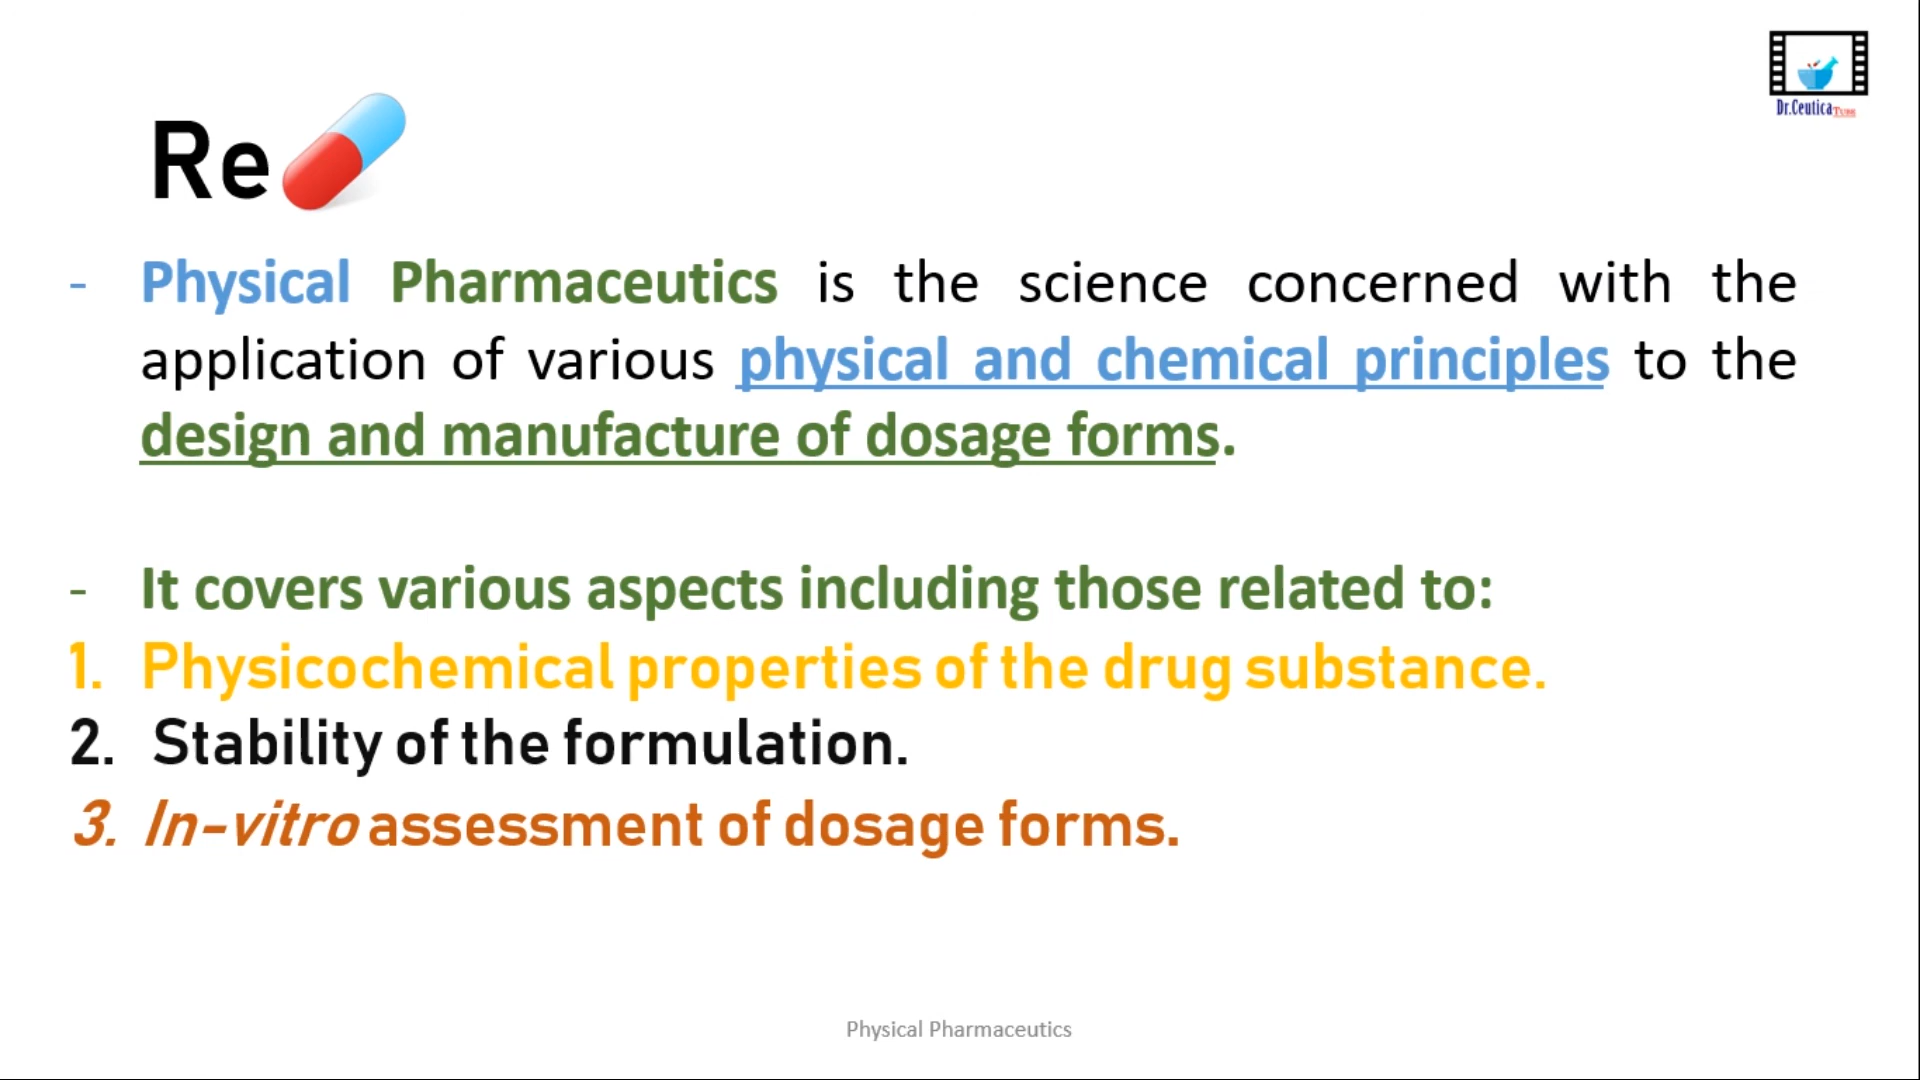 Dr.Ceutica Tube
Re
- Physical Pharmaceutics is the science concerned with the
application of various physical and chemical principles to the
design and manufacture of dosage forms.
- It covers various aspects including those related to:
1. Physicochemical properties of the drug substance.
2. Stability of the formulation.
3. In-vitro assessment of dosage forms.
Physical Pharmaceutics